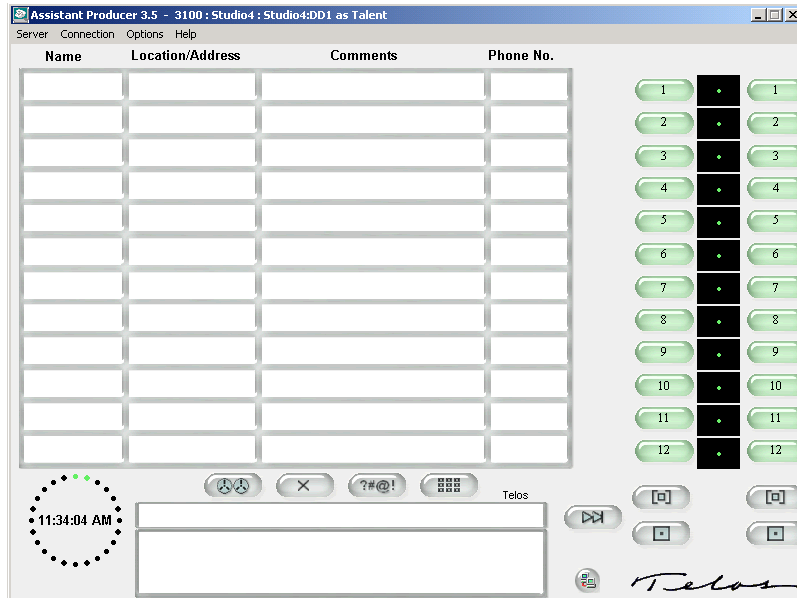 Assistant Producer 3.5 - 3100 : Studio4 : Studio4:DD1 as Talent
Server Connection Options Help
Name Location/Address Comments Phone No.
1 1
2 2
3 3
4 4
5 5
6 6
7 7
8 8
9 9
10 10
11 11
12 12
?#@!
Telos
11:34:04 AM
Telos